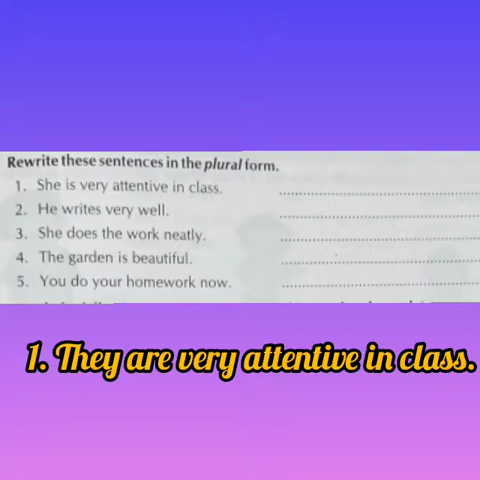 Rewrite these sentences in the plural form.
1. She is very attentive in class.
2. He writes very well.
3. She does the work neatly.
4. The garden is beautiful.
5. You do your homework now.
1. They are very attentive in class.